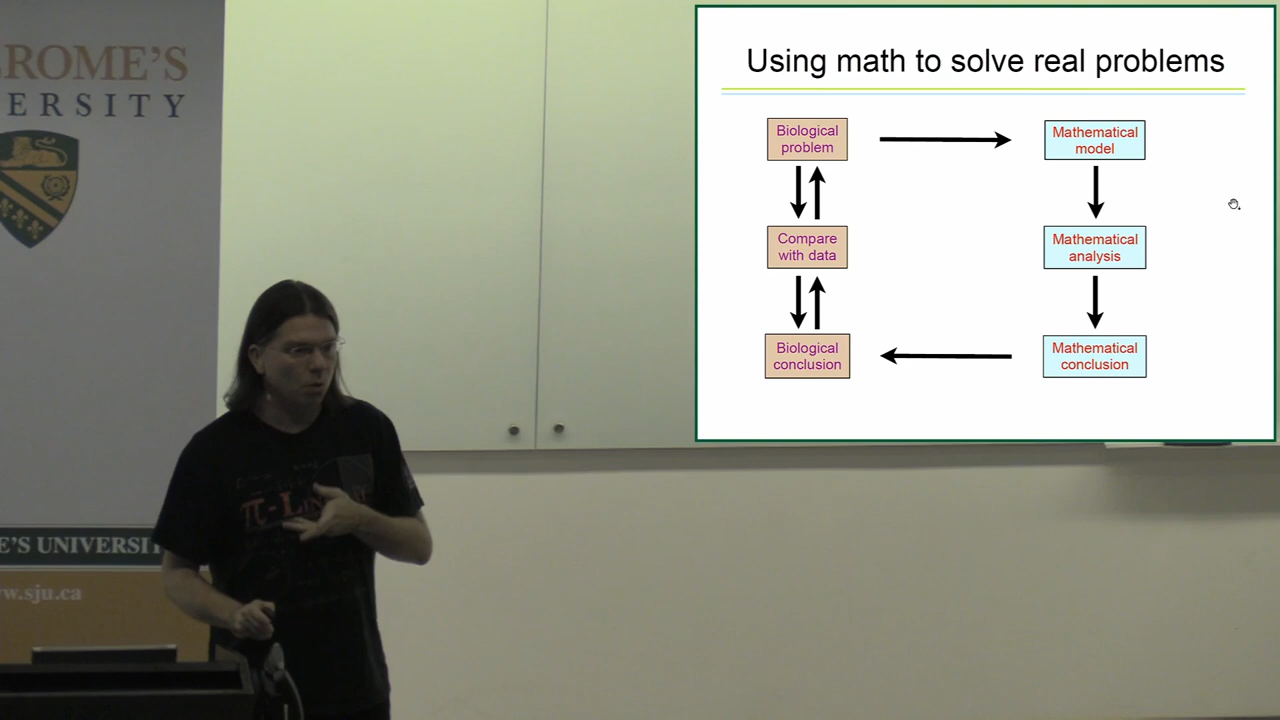 ROME'S
ERSITY
E'S UNIVERSI
w.sju.ca
π-L
Using math to solve real problems
Biological
problem
Mathematical
model
Compare
with data
Mathematical
analysis
Biological
conclusion
Mathematical
conclusion